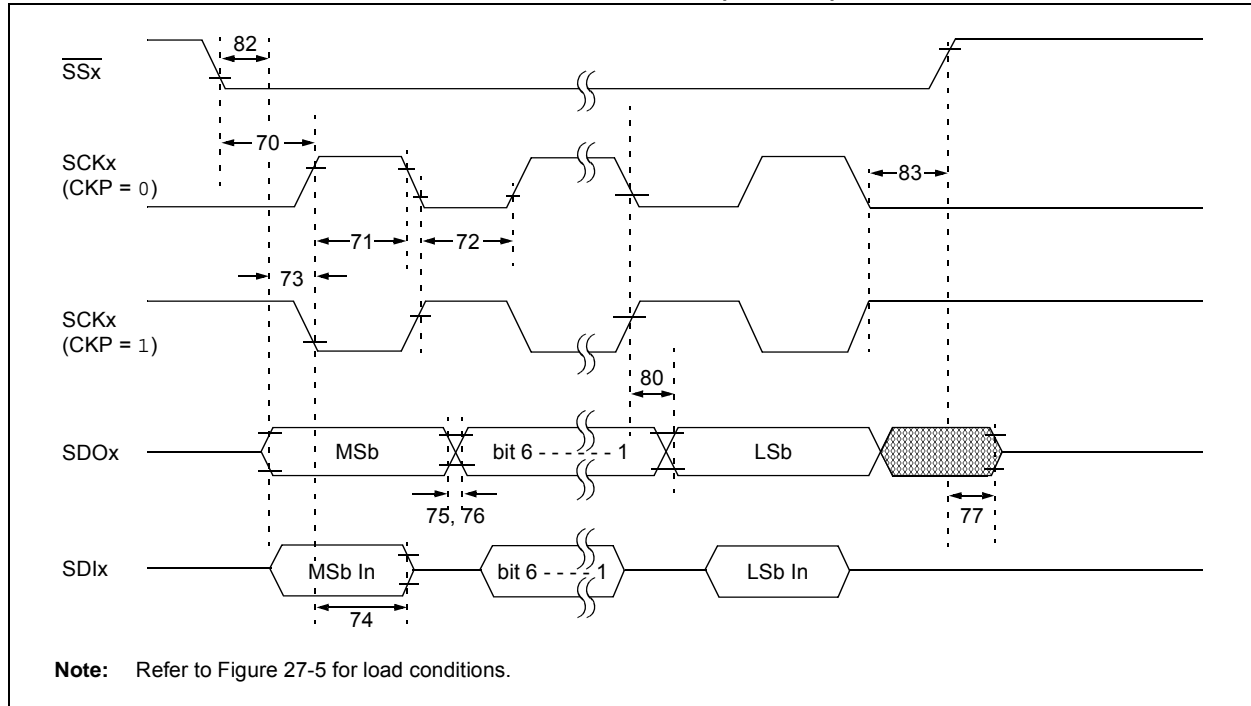 82
SSx
70
SCKx
(CKP = 0)
83
71
72
73
SCKx
(CKP = 1)
80
SDOx
MSb
bit 6 - - - - - - 1
LSb
75, 76
77
SDIx
MSb In
bit 6 - - - - 1
LSb In
74
Note: Refer to Figure 27-5 for load conditions.